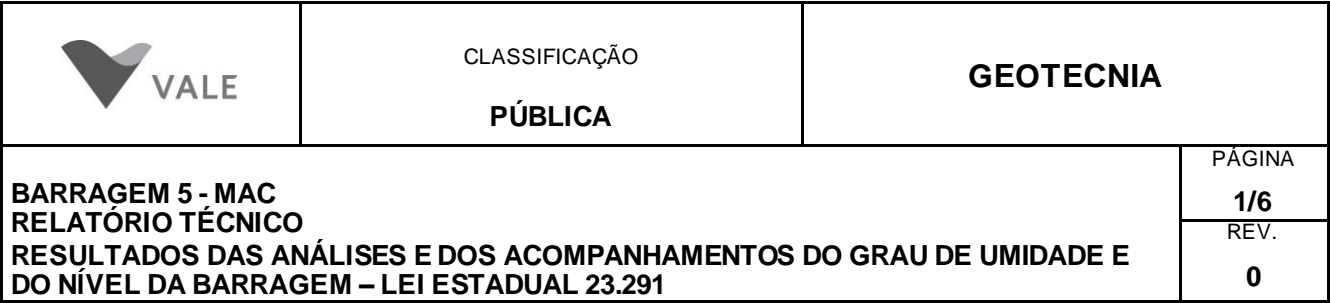 VALE
CLASSIFICAÇÃO
PÚBLICA
GEOTECNIA
BARRAGEM 5 - MAC
RELATÓRIO TÉCNICO
RESULTADOS DAS ANÁLISES E DOS ACOMPANHAMENTOS DO GRAU DE UMIDADE E
DO NÍVEL DA BARRAGEM – LEI ESTADUAL 23.291
PÁGINA
1/6
REV.
0